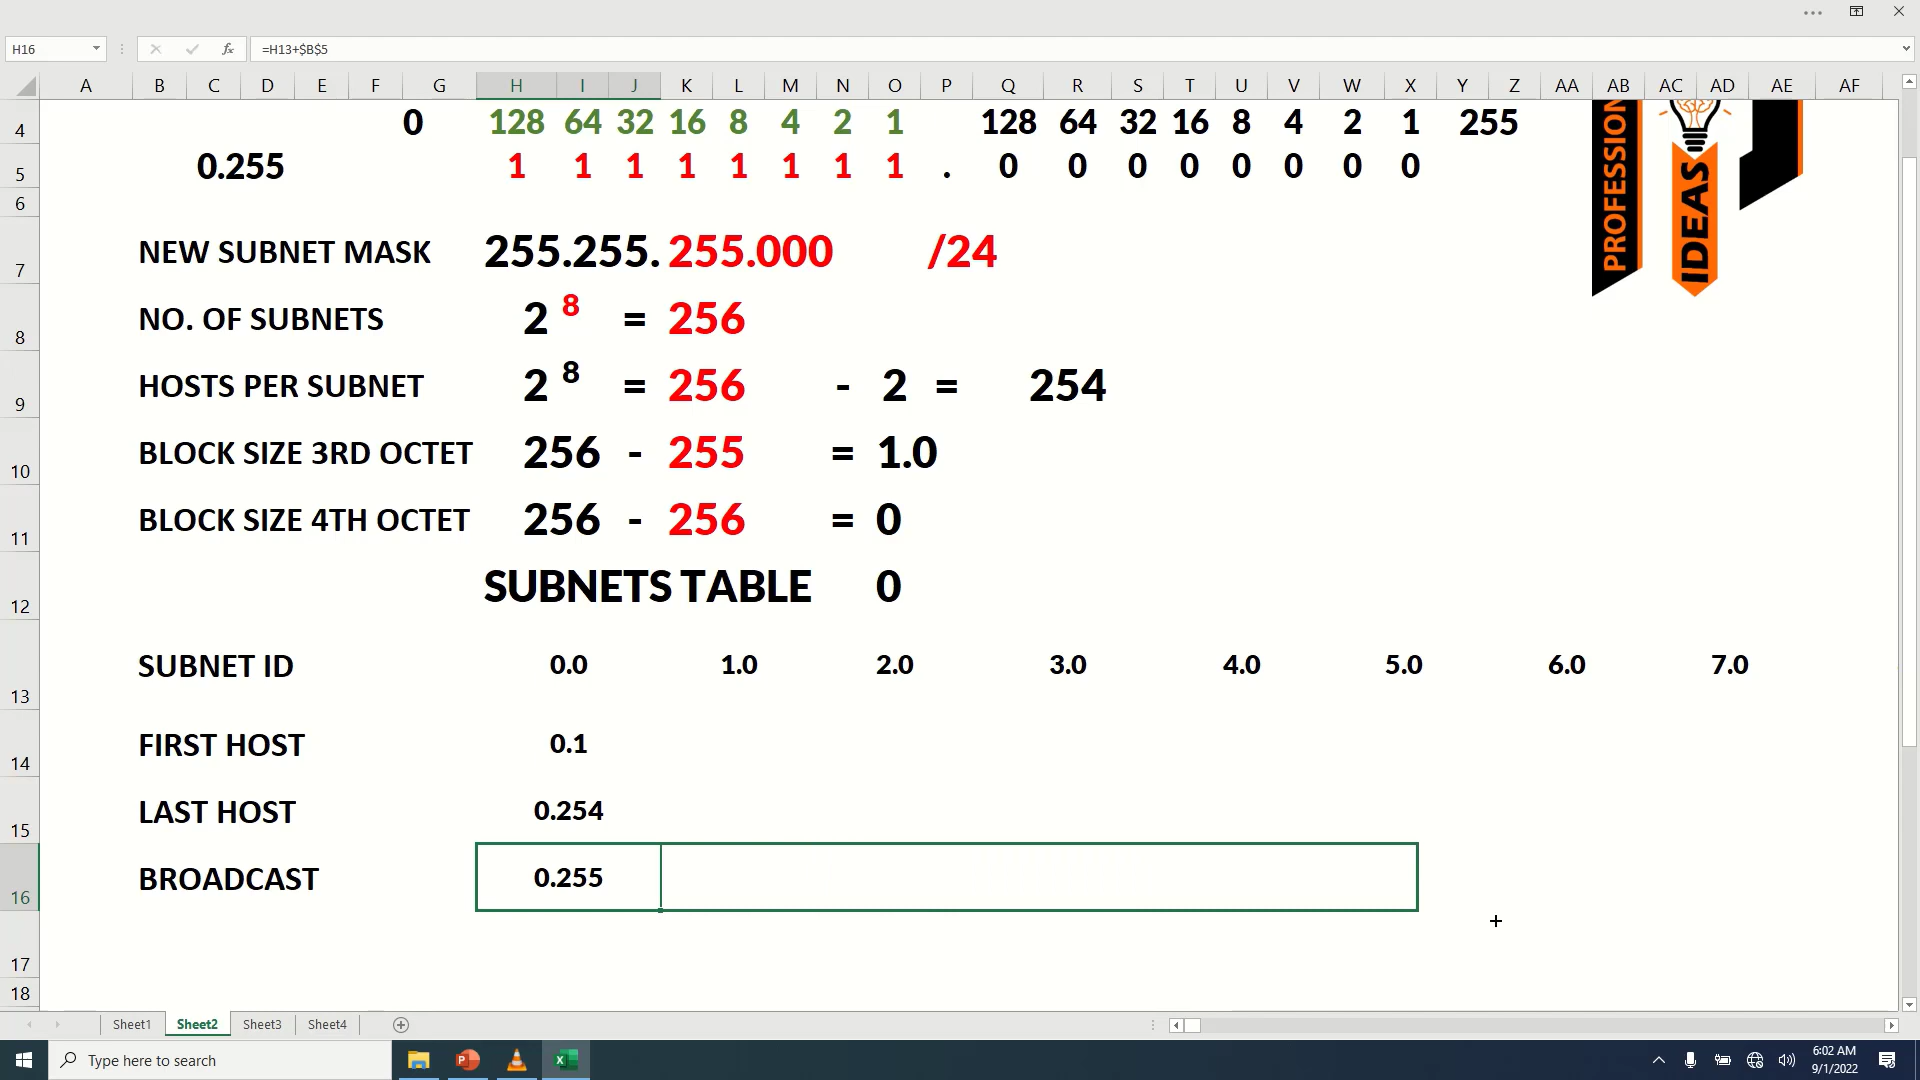 H16 fx =H13+$B$5
A B C D E F G H I J K L M N O P Q R S T U V W X Y Z AA AB AC AD AE AF
4 0 128 64 32 16 8 4 2 1 128 64 32 16 8 4 2 1 255
5 0.255 1 1 1 1 1 1 1 1 . 0 0 0 0 0 0 0 0
PROFESSION
IDEAS
6
7 NEW SUBNET MASK 255.255. 255.000 /24
8 NO. OF SUBNETS 2 8 = 256
9 HOSTS PER SUBNET 2 8 = 256 - 2 = 254
10 BLOCK SIZE 3RD OCTET 256 - 255 = 1.0
11 BLOCK SIZE 4TH OCTET 256 - 256 = 0
12 SUBNETS TABLE 0
13 SUBNET ID 0.0 1.0 2.0 3.0 4.0 5.0 6.0 7.0
14 FIRST HOST 0.1
15 LAST HOST 0.254
16 BROADCAST 0.255
17
18
Sheet1 Sheet2 Sheet3 Sheet4
Type here to search
6:02 AM
9/1/2022